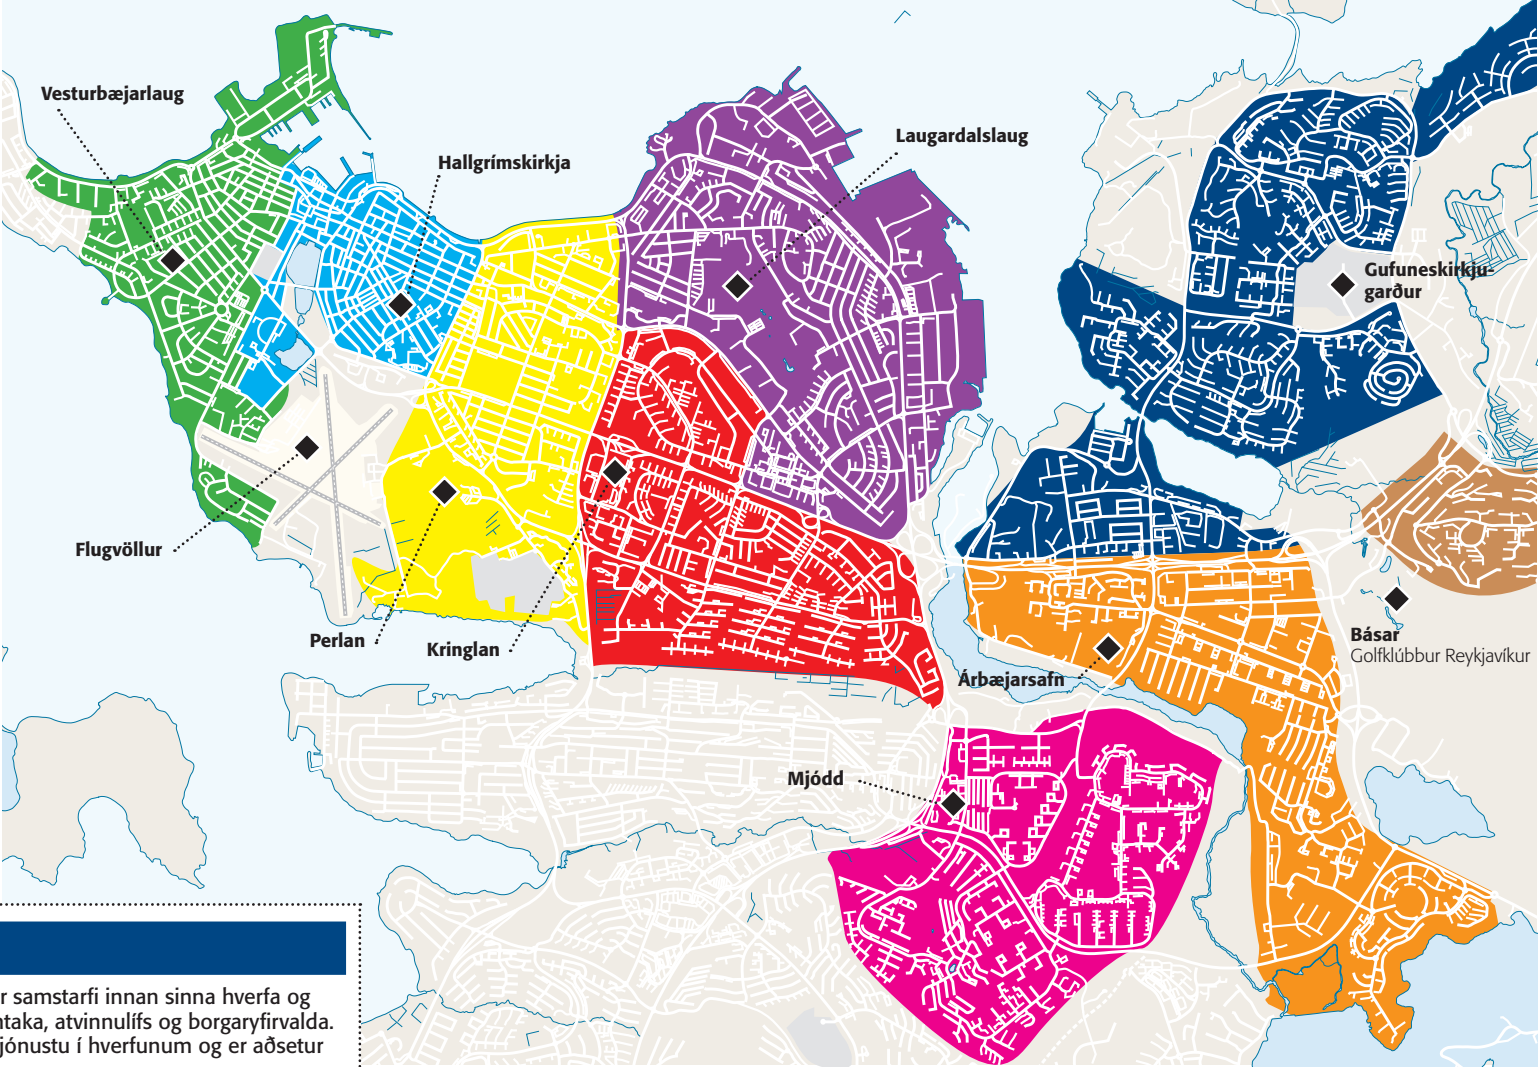 Vesturbæjarlaug
Hallgrímskirkja
Laugardalslaug
Gufuneskirkju-
garður
Flugvöllur
Perlan
Kringlan
Básar
Golfklúbbur Reykjavíkur
Árbæjarsafn
Mjódd
r samstarfi innan sinna hverfa og
ntaka, atvinnulífs og borgaryfirvalda.
jónustu í hverfunum og er aðsetur